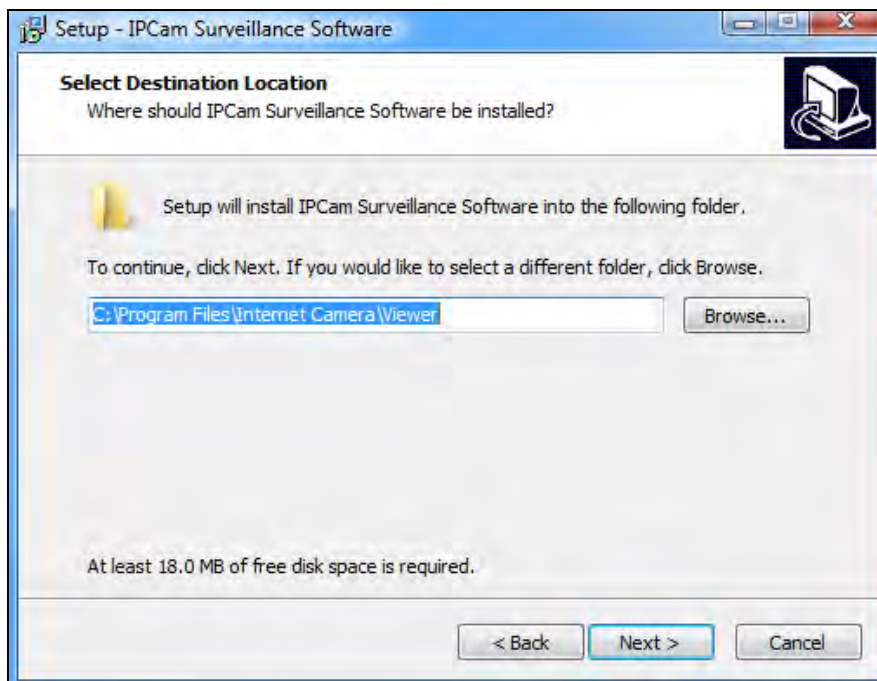 Setup - IPCam Surveillance Software
Select Destination Location
Where should IPCam Surveillance Software be installed?
Setup will install IPCam Surveillance Software into the following folder.
To continue, click Next. If you would like to select a different folder, click Browse.
C:\Program Files\Internet Camera\Viewer
Browse...
At least 18.0 MB of free disk space is required.
< Back
Next >
Cancel